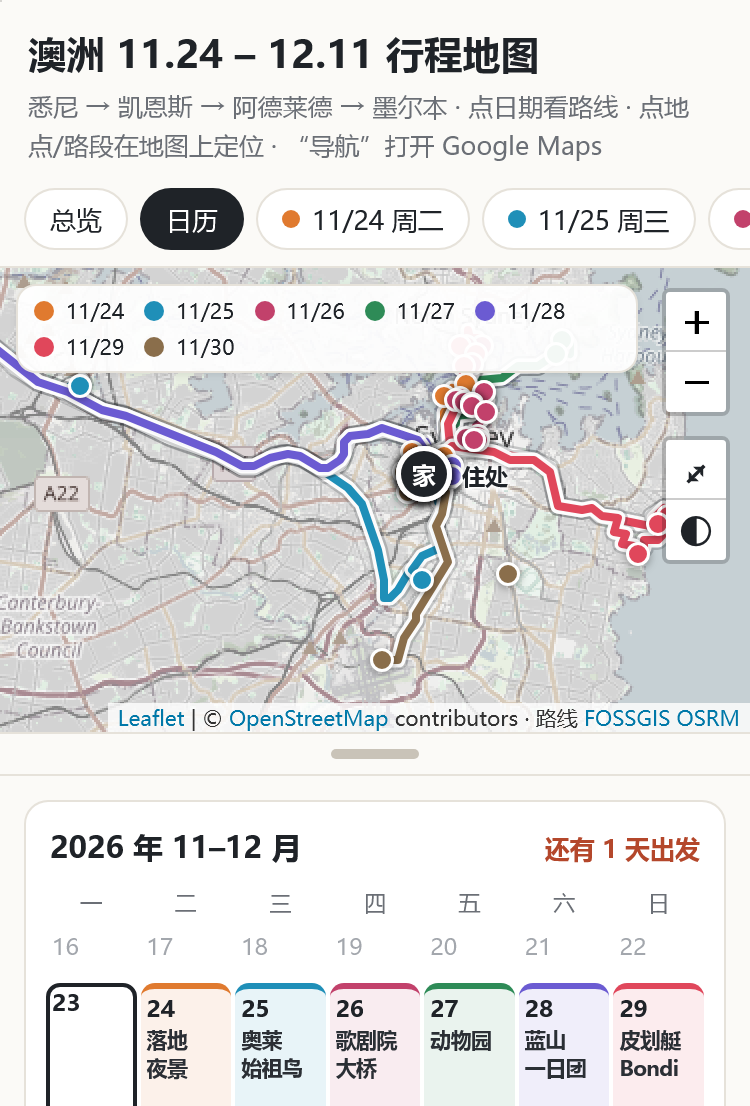 澳洲 11.24 – 12.11 行程地图
悉尼 → 凯恩斯 → 阿德莱德 → 墨尔本 · 点日期看路线 · 点地
点/路段在地图上定位 · “导航”打开 Google Maps
总览
日历
11/24 周二
11/25 周三
11/24
11/25
11/26
11/27
11/28
11/29
11/30
+
−
家
住处
A22
Canterbury-
Bankstown
Council
Leaflet | © OpenStreetMap contributors · 路线 FOSSGIS OSRM
2026 年 11–12 月
还有 1 天出发
一 二 三 四 五 六 日
16 17 18 19 20 21 22
23 24 25 26 27 28 29
落地 奥莱 歌剧院 动物园 蓝山 皮划艇
夜景 始祖鸟 大桥 一日团 Bondi